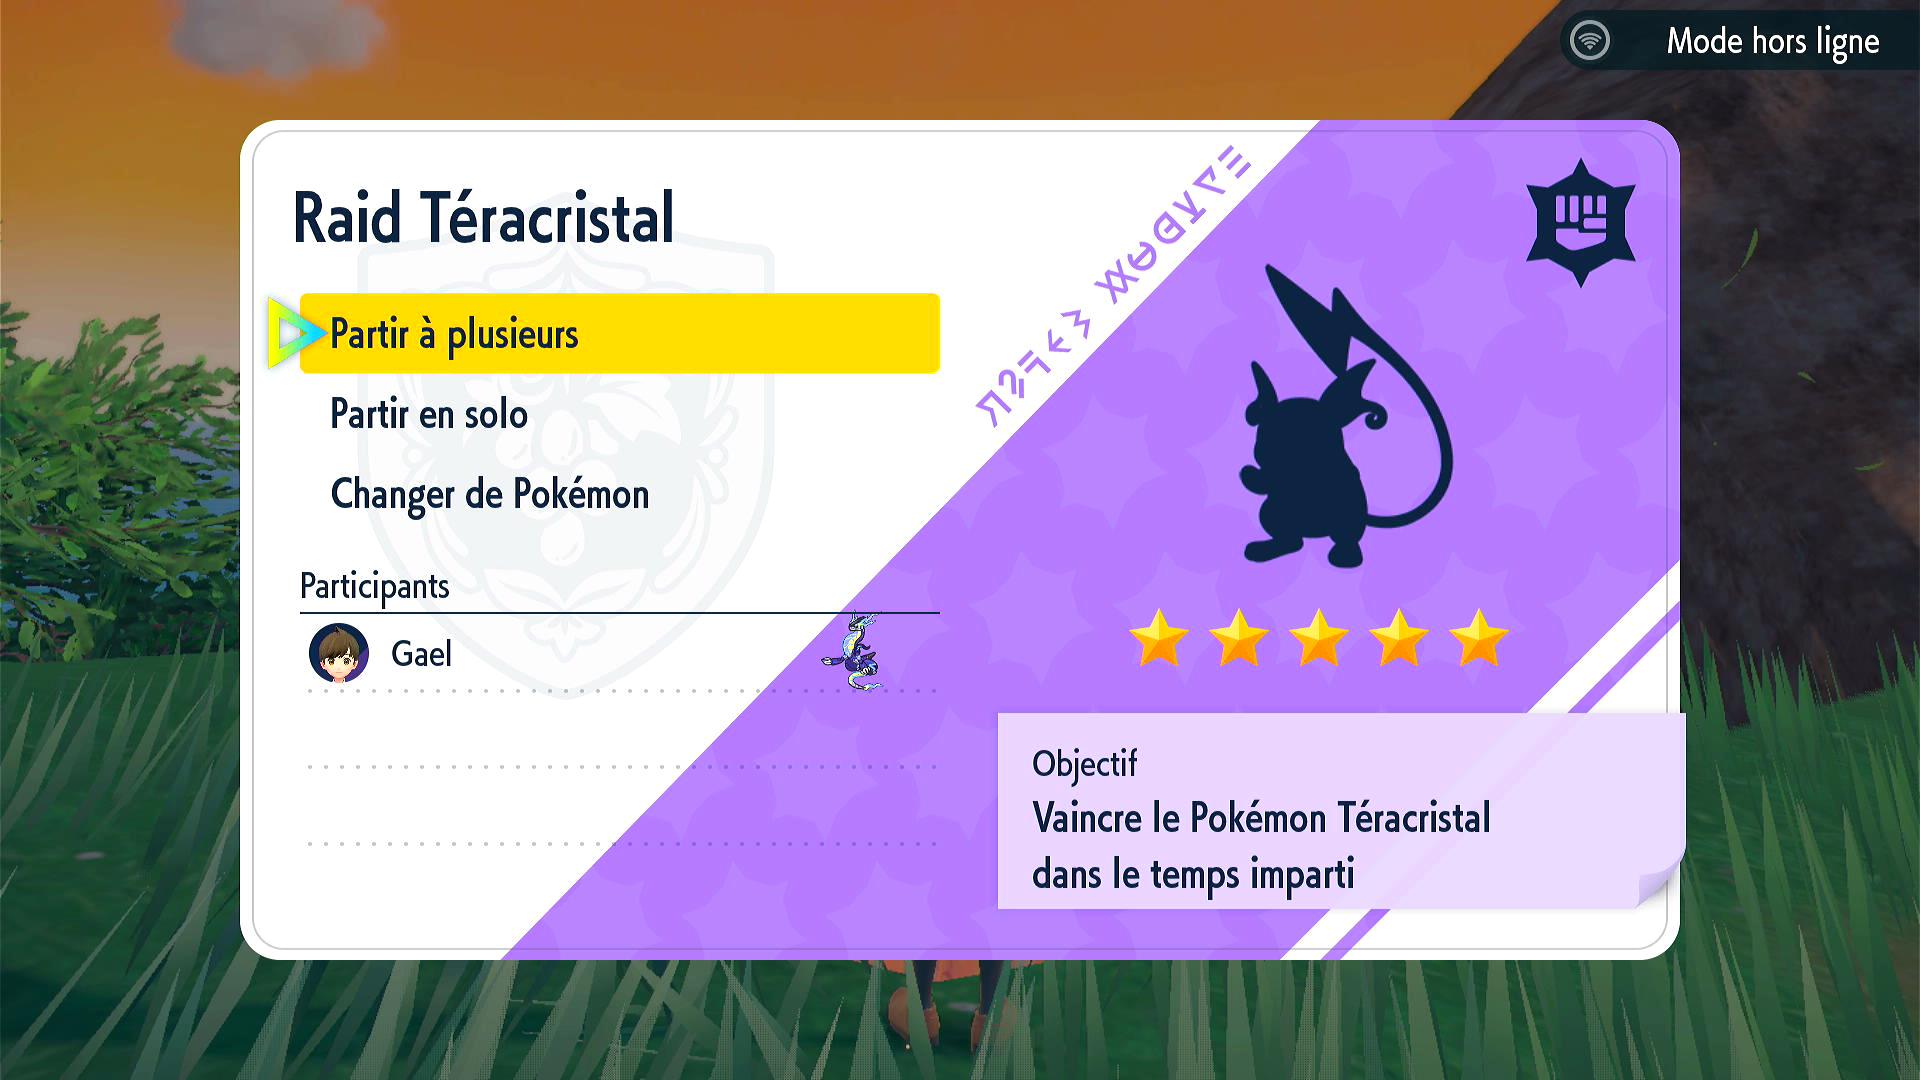 Mode hors ligne
Raid Téracristal
Partir à plusieurs
Partir en solo
Changer de Pokémon
Participants
Gael
Objectif
Vaincre le Pokémon Téracristal
dans le temps imparti